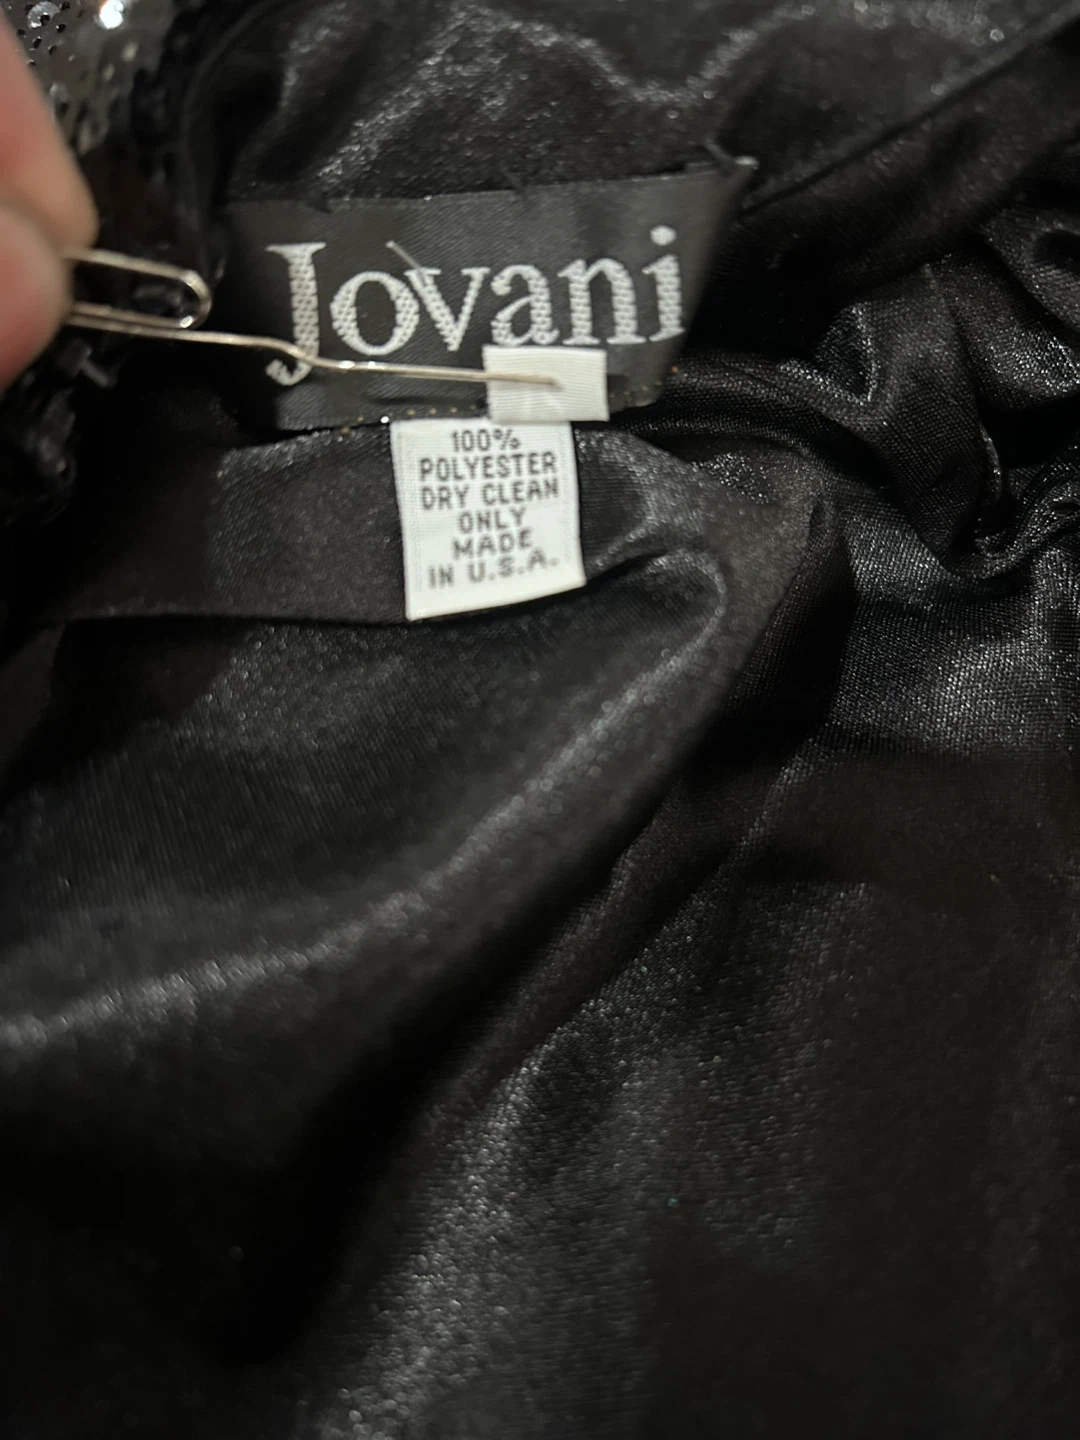 Jovani
100%
POLYESTER
DRY CLEAN
ONLY
MADE
IN U.S.A.